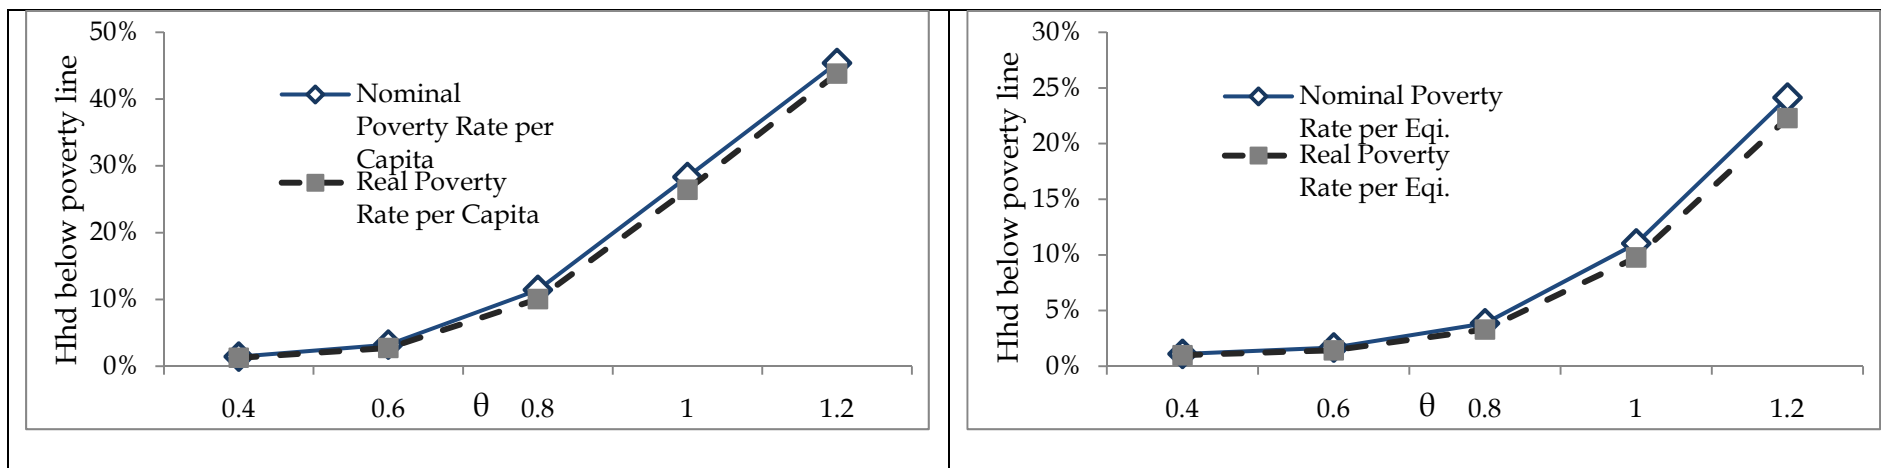 Hhd below poverty line
50%
40%
30%
20%
10%
0%
Nominal
Poverty Rate per
Capita
Real Poverty
Rate per Capita
0.4 0.6 θ 0.8 1 1.2
Hhd below poverty line
30%
25%
20%
15%
10%
5%
0%
Nominal Poverty
Rate per Eqi.
Real Poverty
Rate per Eqi.
0.4 0.6 θ 0.8 1 1.2